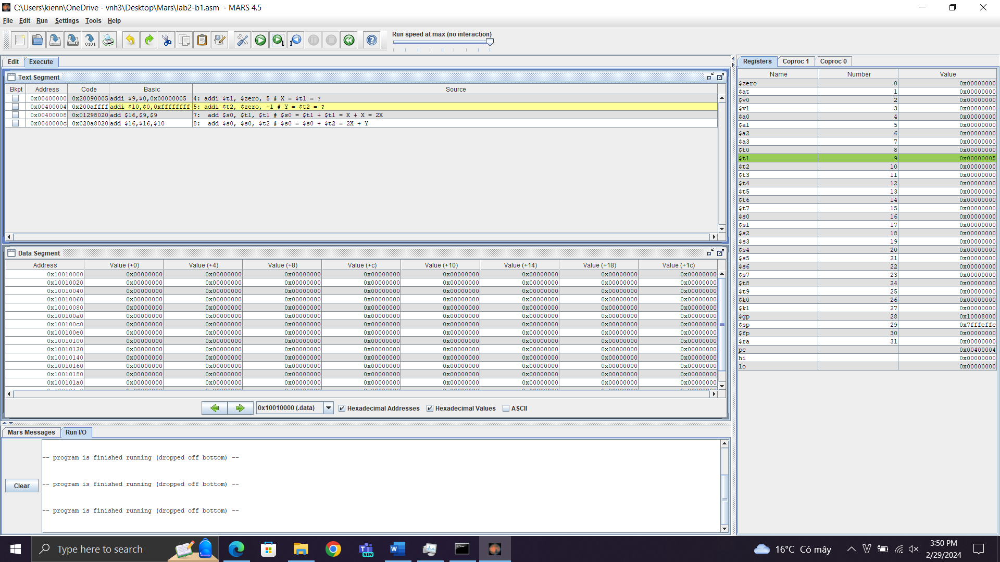 C:\Users\kienn\OneDrive - vnh3\Desktop\Mars\lab2-b1.asm - MARS 4.5
File Edit Run Settings Tools Help
Run speed at max (no interaction)
Edit Execute
Text Segment
Bkpt Address Code Basic Source
0x00400000 0x20090005 addi $9,$0,0x00000005 4: addi $t1, $zero, 5 # X = $t1 = ?
0x00400004 0x200affff addi $10,$0,0xffffffff 5: addi $t2, $zero, -1 # Y = $t2 = ?
0x00400008 0x01298020 add $16,$9,$9 7: add $s0, $t1, $t1 # $s0 = $t1 + $t1 = X + X = 2X
0x0040000c 0x020a8020 add $16,$16,$10 8: add $s0, $s0, $t2 # $s0 = $s0 + $t2 = 2X + Y
Data Segment
Address Value (+0) Value (+4) Value (+8) Value (+c) Value (+10) Value (+14) Value (+18) Value (+1c)
0x10010000 0x00000000 0x00000000 0x00000000 0x00000000 0x00000000 0x00000000 0x00000000 0x00000000
0x10010020 0x00000000 0x00000000 0x00000000 0x00000000 0x00000000 0x00000000 0x00000000 0x00000000
0x10010040 0x00000000 0x00000000 0x00000000 0x00000000 0x00000000 0x00000000 0x00000000 0x00000000
0x10010060 0x00000000 0x00000000 0x00000000 0x00000000 0x00000000 0x00000000 0x00000000 0x00000000
0x10010080 0x00000000 0x00000000 0x00000000 0x00000000 0x00000000 0x00000000 0x00000000 0x00000000
0x100100a0 0x00000000 0x00000000 0x00000000 0x00000000 0x00000000 0x00000000 0x00000000 0x00000000
0x100100c0 0x00000000 0x00000000 0x00000000 0x00000000 0x00000000 0x00000000 0x00000000 0x00000000
0x100100e0 0x00000000 0x00000000 0x00000000 0x00000000 0x00000000 0x00000000 0x00000000 0x00000000
0x10010100 0x00000000 0x00000000 0x00000000 0x00000000 0x00000000 0x00000000 0x00000000 0x00000000
0x10010120 0x00000000 0x00000000 0x00000000 0x00000000 0x00000000 0x00000000 0x00000000 0x00000000
0x10010140 0x00000000 0x00000000 0x00000000 0x00000000 0x00000000 0x00000000 0x00000000 0x00000000
0x10010160 0x00000000 0x00000000 0x00000000 0x00000000 0x00000000 0x00000000 0x00000000 0x00000000
0x10010180 0x00000000 0x00000000 0x00000000 0x00000000 0x00000000 0x00000000 0x00000000 0x00000000
0x100101a0 0x00000000 0x00000000 0x00000000 0x00000000 0x00000000 0x00000000 0x00000000 0x00000000
0x10010000 (.data) Hexadecimal Addresses Hexadecimal Values ASCII
Mars Messages Run I/O
-- program is finished running (dropped off bottom) --
Clear
-- program is finished running (dropped off bottom) --
-- program is finished running (dropped off bottom) --
Registers Coproc 1 Coproc 0
Name Number Value
$zero 0 0x00000000
$at 1 0x00000000
$v0 2 0x00000000
$v1 3 0x00000000
$a0 4 0x00000000
$a1 5 0x00000000
$a2 6 0x00000000
$a3 7 0x00000000
$t0 8 0x00000000
$t1 9 0x00000005
$t2 10 0x00000000
$t3 11 0x00000000
$t4 12 0x00000000
$t5 13 0x00000000
$t6 14 0x00000000
$t7 15 0x00000000
$s0 16 0x00000000
$s1 17 0x00000000
$s2 18 0x00000000
$s3 19 0x00000000
$s4 20 0x00000000
$s5 21 0x00000000
$s6 22 0x00000000
$s7 23 0x00000000
$t8 24 0x00000000
$t9 25 0x00000000
$k0 26 0x00000000
$k1 27 0x00000000
$gp 28 0x10008000
$sp 29 0x7fffeffc
$fp 30 0x00000000
$ra 31 0x00000000
pc 0x00400004
hi 0x00000000
lo 0x00000000
Type here to search
NEW
16°C Có mây
3:50 PM
2/29/2024